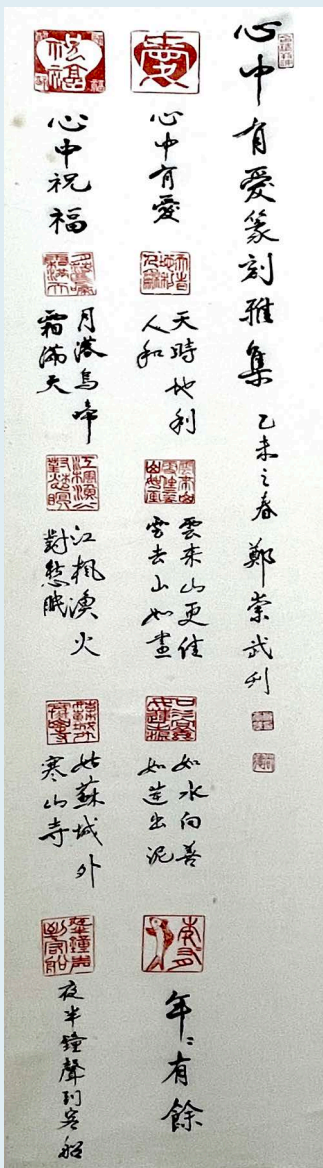 心中有愛篆刻雅集 乙未之春 鄭崇武刊
愛
心中有愛
天時地利
人和
雲來山更佳
雲去山如畫
如水向善
如蓮出泥
年〻有餘
祝福
心中祝福
月落烏啼
霜滿天
江楓漁火
對愁眠
姑蘇城外
寒山寺
夜半鐘聲到客船